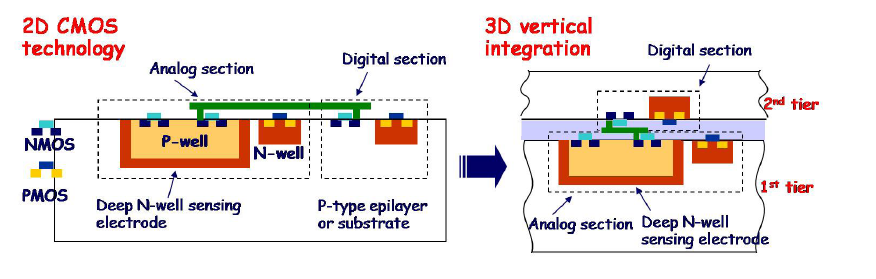 2D CMOS
technology
Analog section
Digital section
NMOS
PMOS
P-well
N-well
Deep N-well sensing
electrode
P-type epilayer
or substrate
3D vertical
integration
Digital section
2nd tier
1st tier
Analog section
Deep N-well
sensing electrode